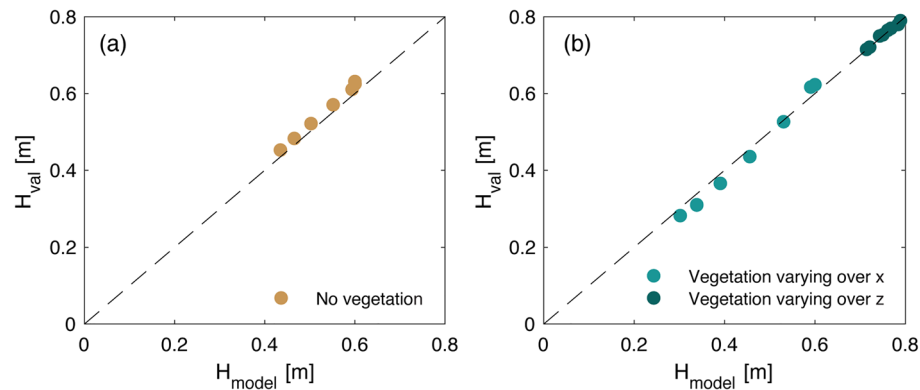 (a)
0.8
0.6
0.4
0.2
0
H_val [m]
0
0.2
0.4
0.6
0.8
H_model [m]
No vegetation
(b)
0.8
0.6
0.4
0.2
0
H_val [m]
0
0.2
0.4
0.6
0.8
H_model [m]
Vegetation varying over x
Vegetation varying over z